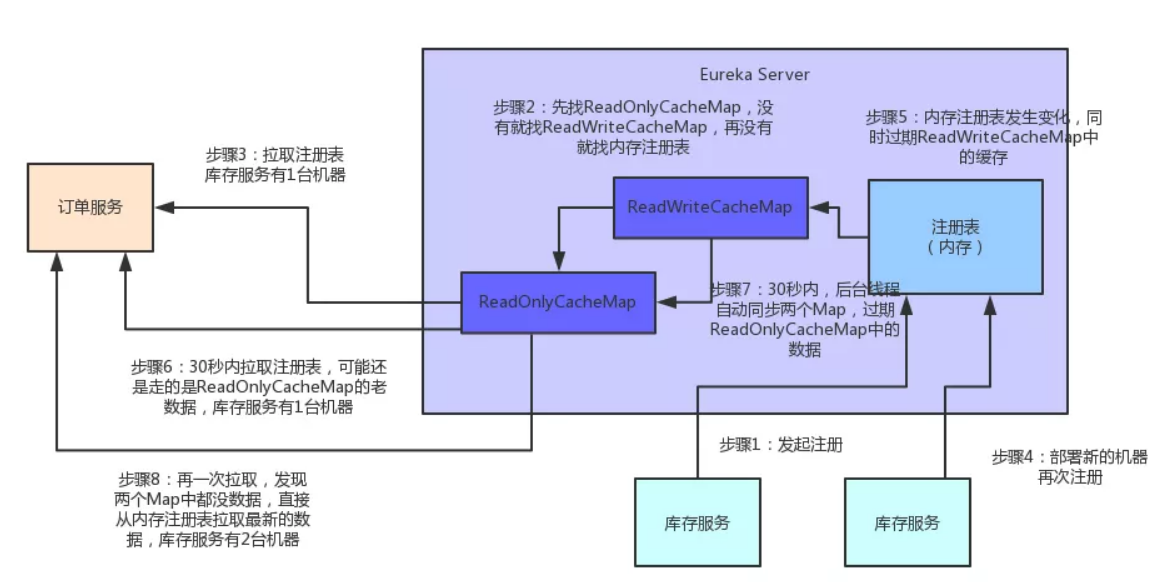 Eureka Server
步骤2：先找ReadOnlyCacheMap，没
有就找ReadWriteCacheMap，再没有
就找内存注册表
步骤5：内存注册表发生变化，同
时过期ReadWriteCacheMap中
的缓存
步骤3：拉取注册表
库存服务有1台机器
订单服务
ReadWriteCacheMap
注册表
（内存）
ReadOnlyCacheMap
步骤7：30秒内，后台线程
自动同步两个Map，过期
ReadOnlyCacheMap中的
数据
步骤6：30秒内拉取注册表，可能还
是走的是ReadOnlyCacheMap的老
数据，库存服务有1台机器
步骤1：发起注册
步骤4：部署新的机器
再次注册
步骤8：再一次拉取，发现
两个Map中都没数据，直接
从内存注册表拉取最新的数
据，库存服务有2台机器
库存服务
库存服务